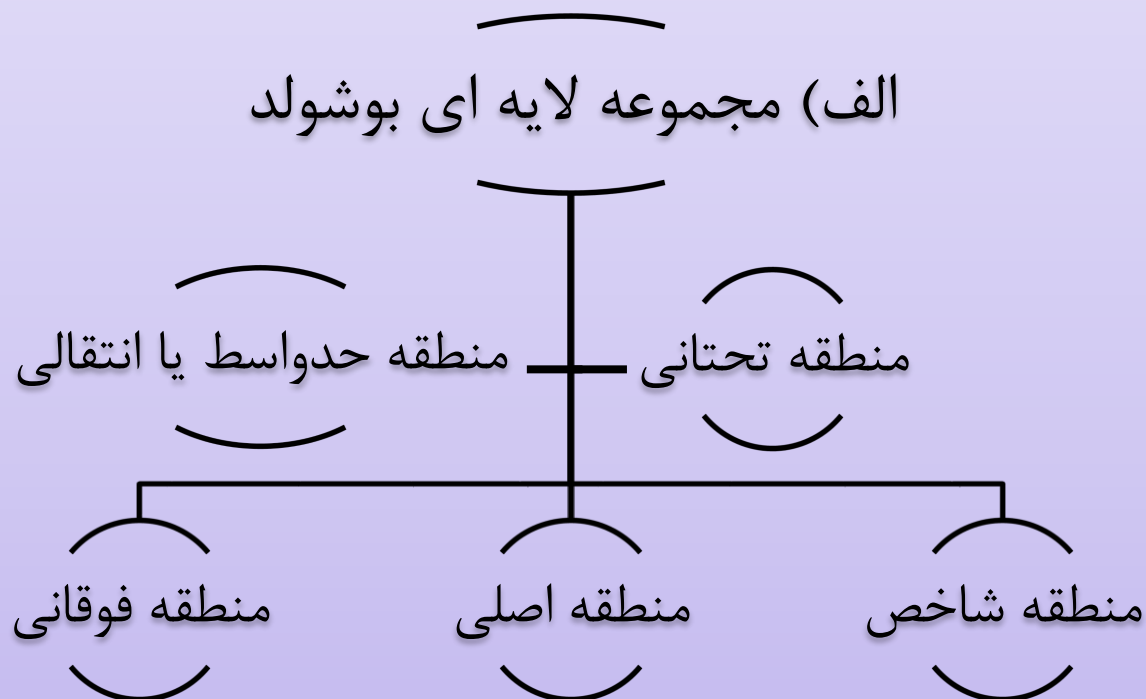 الف) مجموعه لایه ای بوشولد
منطقه تحتانی
منطقه حدواسط یا انتقالی
منطقه شاخص
منطقه اصلی
منطقه فوقانی